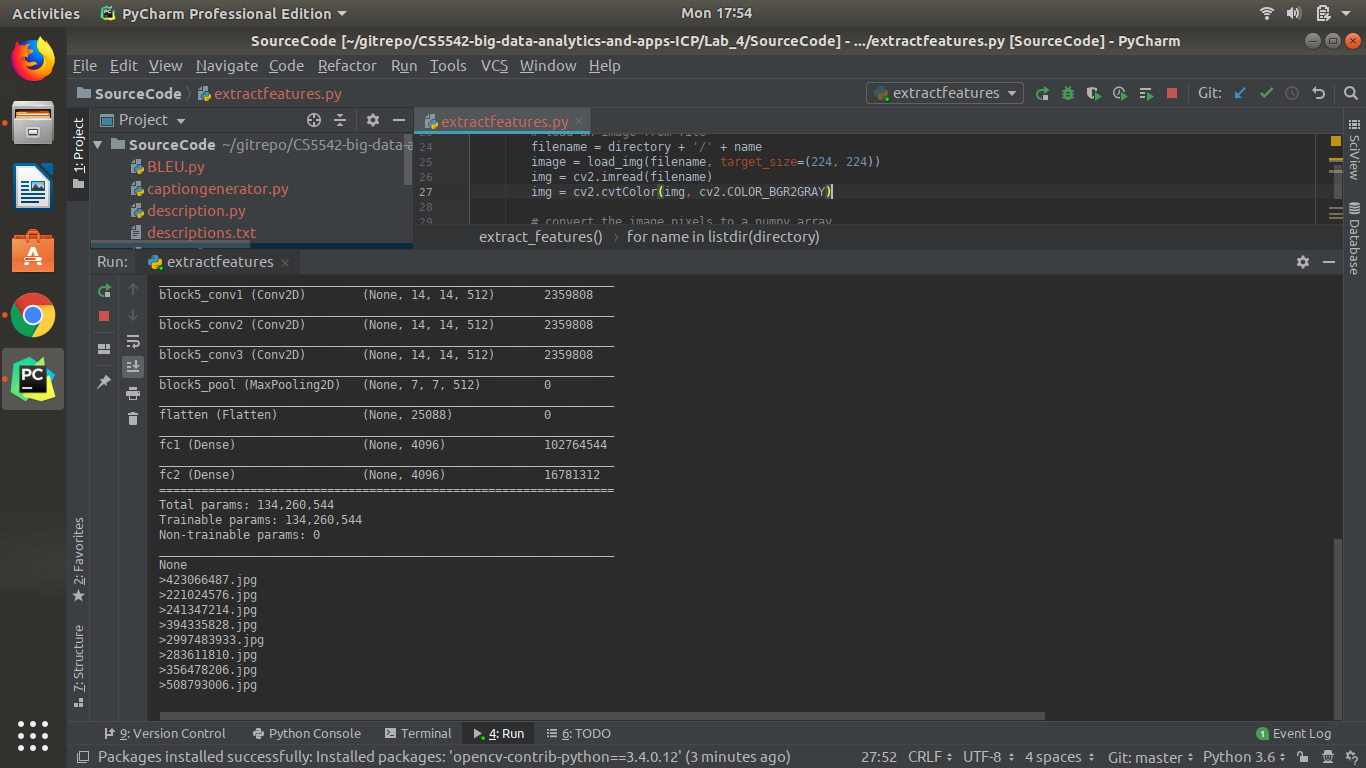 Activities PyCharm Professional Edition Mon 17:54
SourceCode [~/gitrepo/CS5542-big-data-analytics-and-apps-ICP/Lab_4/SourceCode] - .../extractfeatures.py [SourceCode] - PyCharm
File Edit View Navigate Code Refactor Run Tools VCS Window Help
SourceCode extractfeatures.py extractfeatures Git:
1: Project
Project
SourceCode ~/gitrepo/CS5542-big-data-a
BLEU.py
captiongenerator.py
description.py
descriptions.txt
extractfeatures.py
23 # load an image from file
24 filename = directory + '/' + name
25 image = load_img(filename, target_size=(224, 224))
26 img = cv2.imread(filename)
27 img = cv2.cvtColor(img, cv2.COLOR_BGR2GRAY)
28
29 # convert the image pixels to a numpy array
extract_features() › for name in listdir(directory)
SciView
Database
Run: extractfeatures
block5_conv1 (Conv2D) (None, 14, 14, 512) 2359808
block5_conv2 (Conv2D) (None, 14, 14, 512) 2359808
block5_conv3 (Conv2D) (None, 14, 14, 512) 2359808
block5_pool (MaxPooling2D) (None, 7, 7, 512) 0
flatten (Flatten) (None, 25088) 0
fc1 (Dense) (None, 4096) 102764544
fc2 (Dense) (None, 4096) 16781312
=================================================================
Total params: 134,260,544
Trainable params: 134,260,544
Non-trainable params: 0
None
>423066487.jpg
>221024576.jpg
>241347214.jpg
>394335828.jpg
>2997483933.jpg
>283611810.jpg
>356478206.jpg
>508793006.jpg
2: Favorites
7: Structure
9: Version Control Python Console Terminal 4: Run 6: TODO 1 Event Log
Packages installed successfully: Installed packages: 'opencv-contrib-python==3.4.0.12' (3 minutes ago) 27:52 CRLF UTF-8 4 spaces Git: master Python 3.6